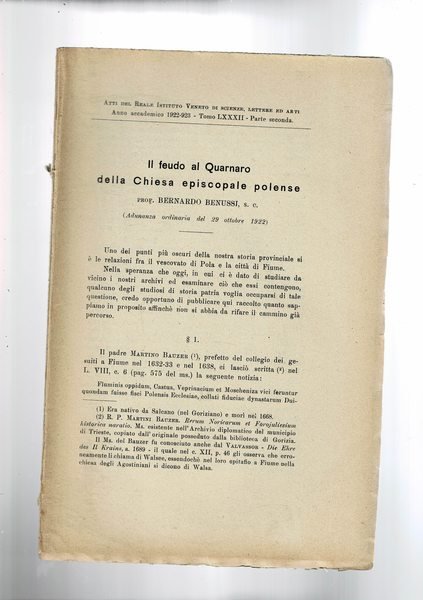 ATTI DEL REALE ISTITUTO VENETO DI SCIENZE, LETTERE ED ARTI
Anno accademico 1922-923 - Tomo LXXXII - Parte seconda.
Il feudo al Quarnaro
della Chiesa episcopale polense
PROF. BERNARDO BENUSSI, S. C.
(Adunanza ordinaria del 29 ottobre 1922)
Uno dei punti più oscuri della nostra storia provinciale si
è le relazioni fra il vescovato di Pola e la città di Fiume.
Nella speranza che oggi, in cui ci è dato di studiare da
vicino i nostri archivi ed esaminare ciò che essi contengono,
qualcuno degli studiosi di storia patria voglia occuparsi di tale
questione, credo opportuno di pubblicare qui raccolto quanto sap-
piamo in proposito affinchè non si abbia da rifare il cammino già
percorso.
§ 1.
Il padre MARTINO BAUZER (¹), prefetto del collegio dei ge-
suiti a Fiume nel 1632-33 e nel 1638, ci lasciò scritta (²) nel
L. VIII, c. 6 (pag. 575 del ms.) la seguente notizia:
Fluminis oppidum, Castua, Veprinacium et Moscheniza vici feruntur
quondam fuisse fisci Polensis Ecclesiae, collati fiduciae dynastarum Dui-
(1) Era nativo da Salcano (nel Goriziano) e morì nel 1668.
(2) R. P. MARTINI BAUZER. Rerum Noricarum et Forojuliensium
historica narratio. Ms. esistente nell'Archivio diplomatico del municipio
di Trieste, copiato dall'originale posseduto dalla biblioteca di Gorizia.
Il Ms. del Bauzer fu conosciuto anche dal VALVASSOR - Die Ehre
des H Krains, a. 1689 - il quale nel c. XII, p. 46 gli osserva che erro-
neamente li chiama di Walsee, essendochè nel loro epitafio a Fiume nella
chiesa degli Agostiniani si dicono di Walsa.